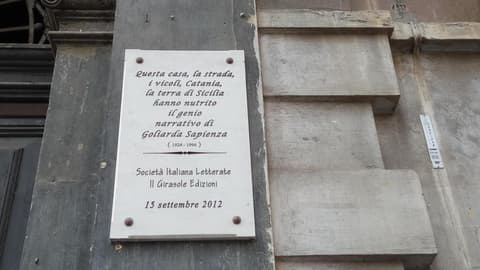 Questa casa, la strada,
i vicoli, Catania,
la terra di Sicilia
hanno nutrito
il genio
narrativo di
Goliarda Sapienza
( 1924 - 1996 )
Società Italiana Letterate
Il Girasole Edizioni
15 settembre 2012